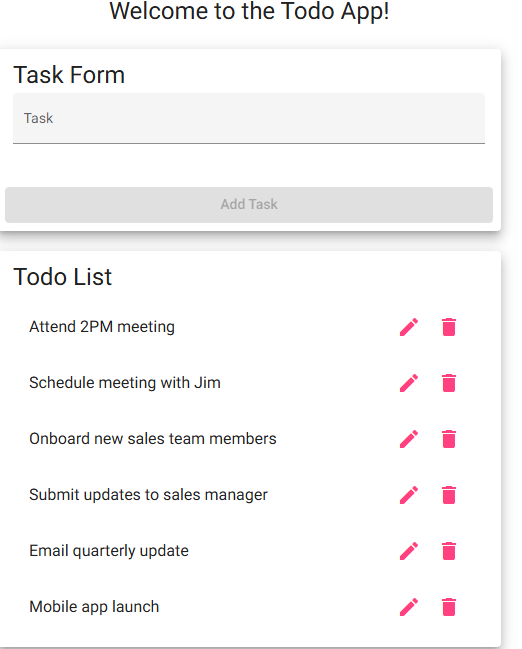 Welcome to the Todo App!
Task Form
Task
Add Task
Todo List
Attend 2PM meeting
Schedule meeting with Jim
Onboard new sales team members
Submit updates to sales manager
Email quarterly update
Mobile app launch